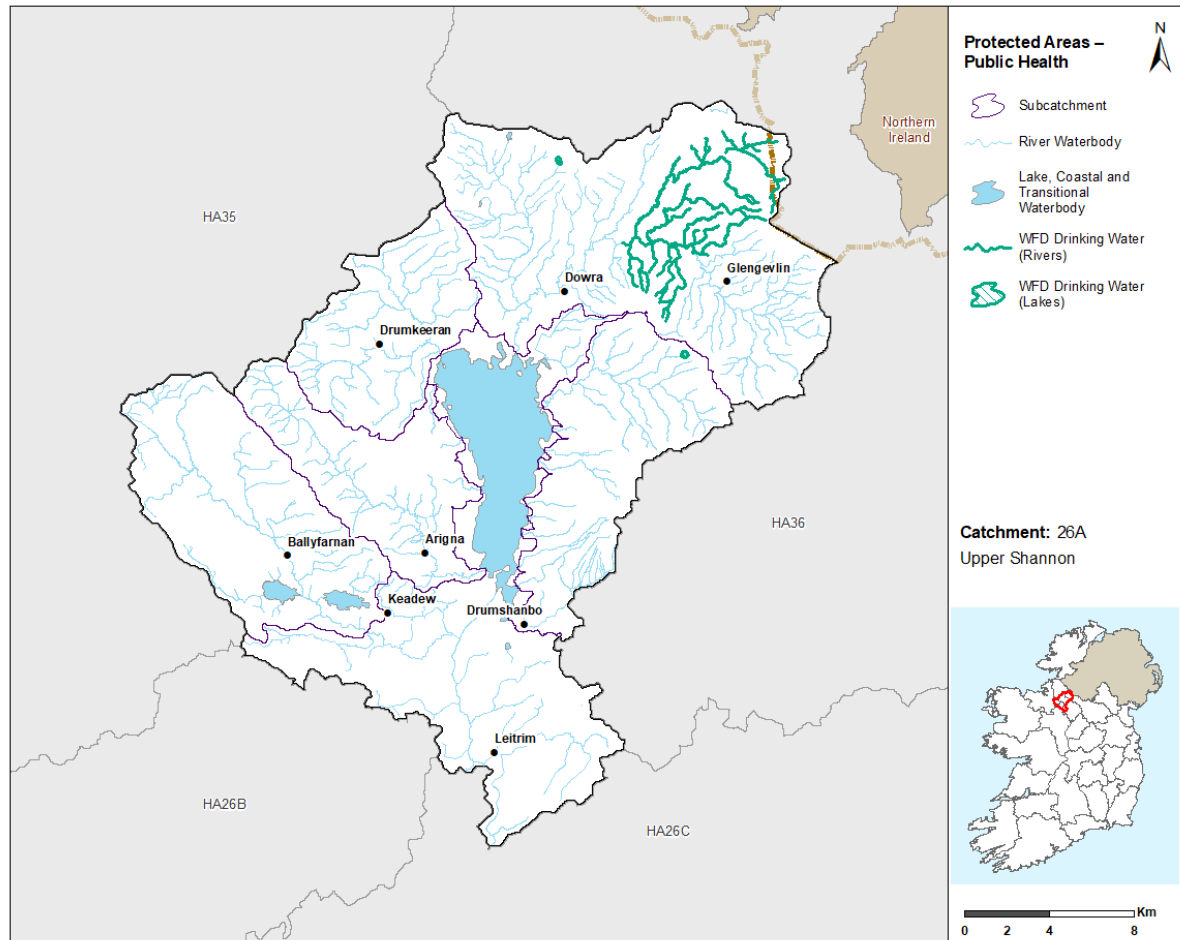 HA35
Dowra
Glengevlin
Drumkeeran
HA36
Ballyfarnan
Arigna
Keadew
Drumshanbo
Leitrim
HA26B
HA26C
Protected Areas –
Public Health
N
Subcatchment
Northern
Ireland
River Waterbody
Lake, Coastal and
Transitional
Waterbody
WFD Drinking Water
(Rivers)
WFD Drinking Water
(Lakes)
Catchment: 26A
Upper Shannon
Km
0 2 4 8